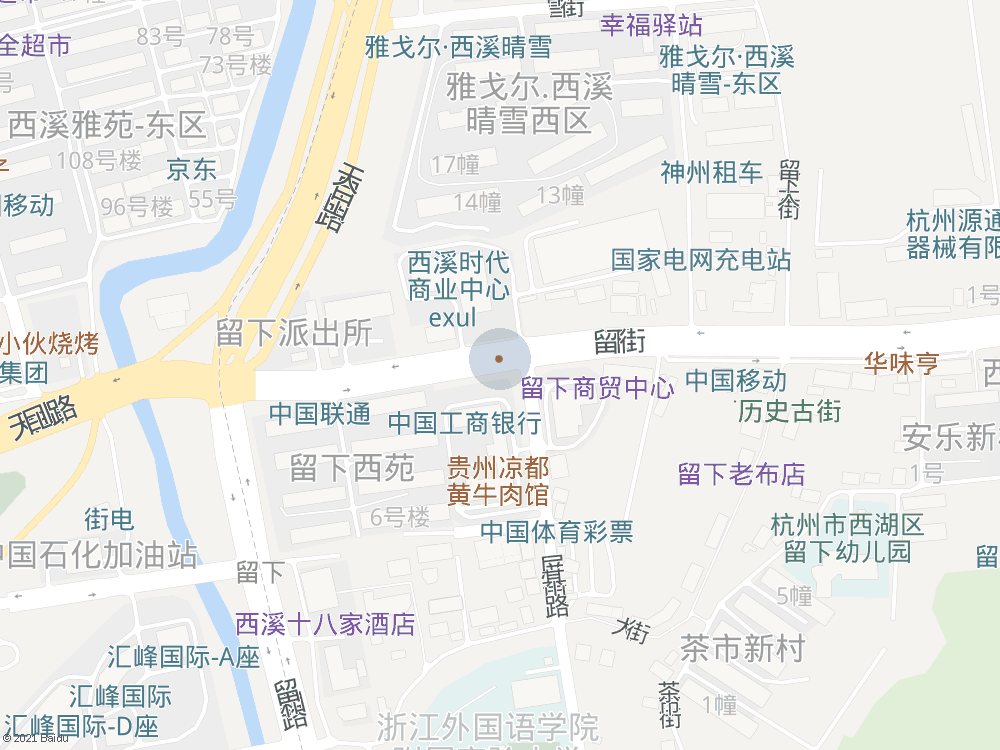 雪街
幸福驿站
全超市
83号
78号
73号楼
雅戈尔·西溪晴雪
雅戈尔·西溪
晴雪-东区
雅戈尔.西溪
晴雪西区
西溪雅苑-东区
108号楼
京东
17幢
神州租车
留下大街
55号
96号楼
14幢
13幢
移动
杭州源通
器械有限
西溪时代
商业中心
exul
国家电网充电站
1号
留下派出所
小伙烧烤
集团
留街
华味亨
西
天目山路
中国联通
中国工商银行
留下商贸中心
中国移动
历史古街
安乐新
留下西苑
贵州凉都
黄牛肉馆
留下老布店
1号
6号楼
街电
中国体育彩票
杭州市西湖区
留下幼儿园
留
中国石化加油站
留下
5幢
西溪十八家酒店
大街
茶市新村
汇峰国际-A座
汇峰国际
茶市街
1幢
汇峰国际-D座
浙江外国语学院
© 2021 Baidu